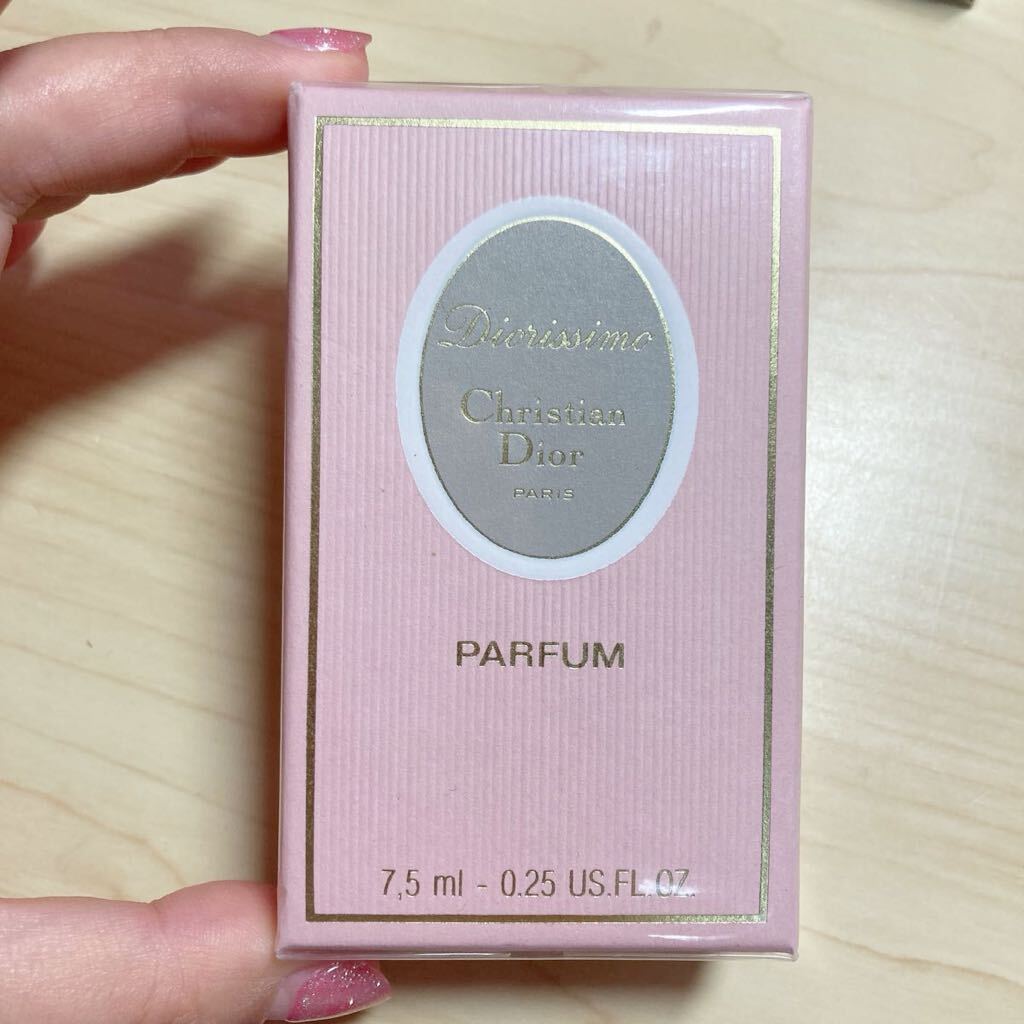 Diorissimo
Christian
Dior
PARIS
PARFUM
7,5 ml - 0.25 US.FL.OZ.